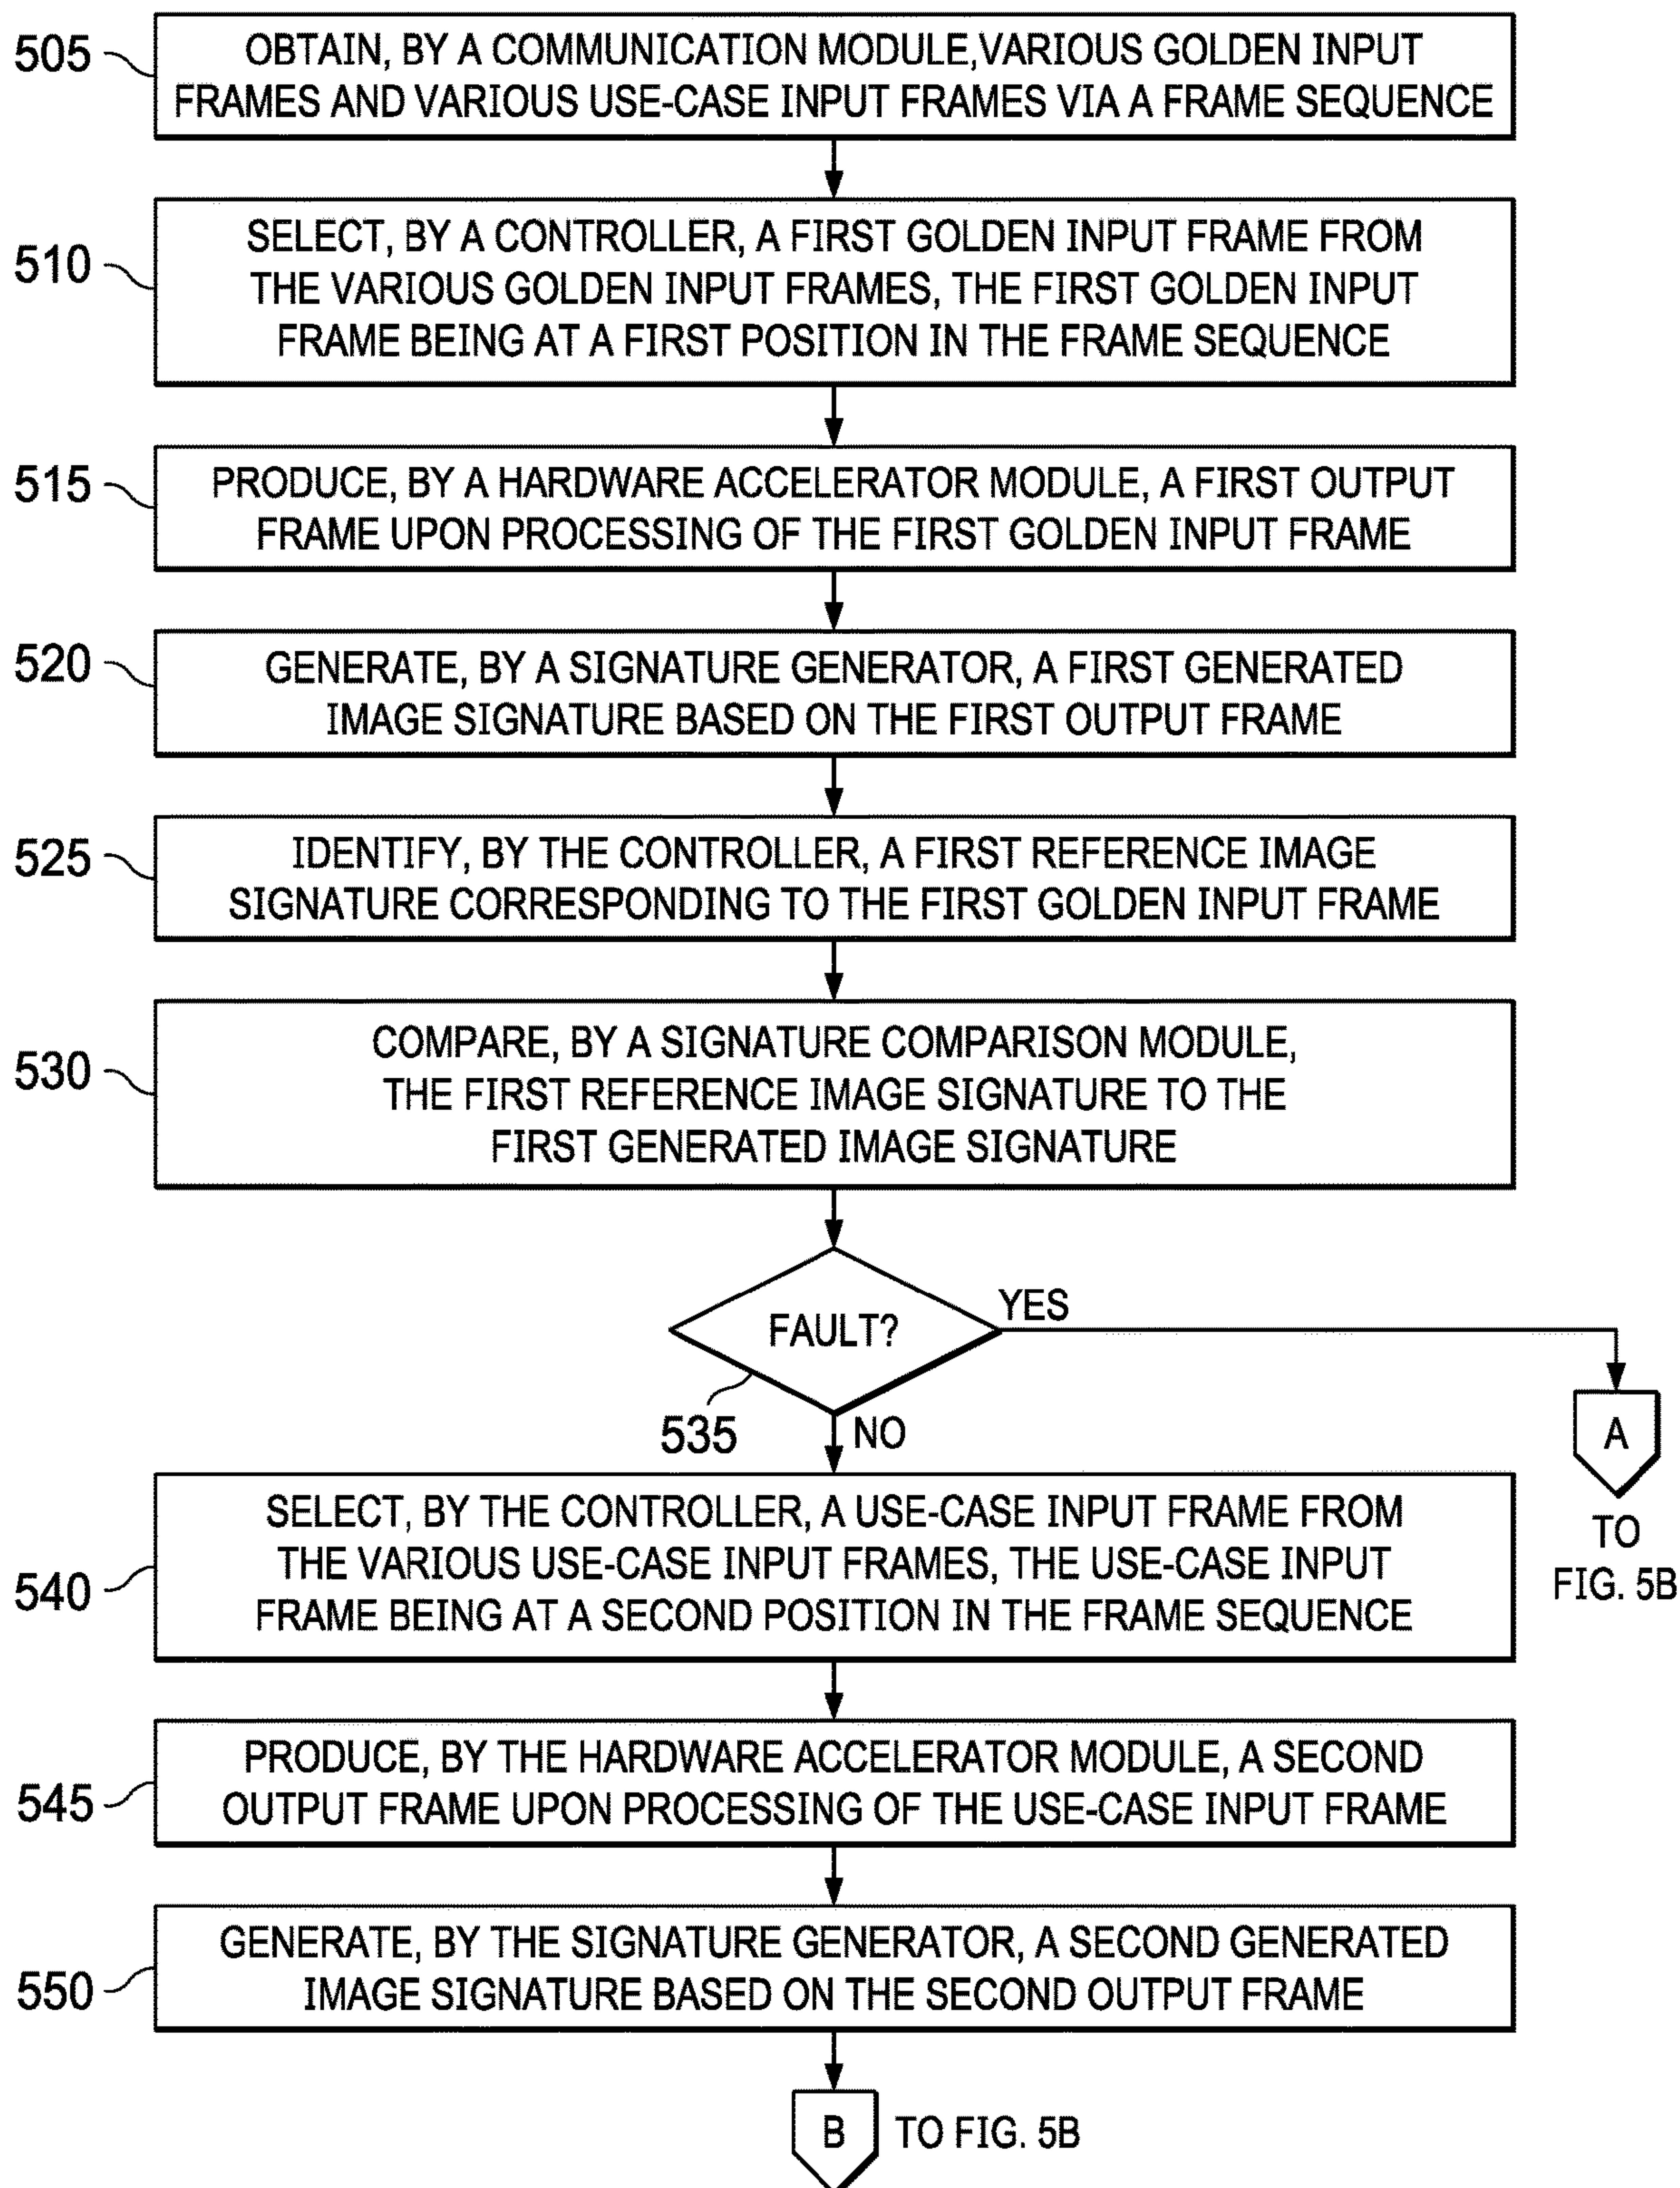 505
OBTAIN, BY A COMMUNICATION MODULE,VARIOUS GOLDEN INPUT
FRAMES AND VARIOUS USE-CASE INPUT FRAMES VIA A FRAME SEQUENCE
510
SELECT, BY A CONTROLLER, A FIRST GOLDEN INPUT FRAME FROM
THE VARIOUS GOLDEN INPUT FRAMES, THE FIRST GOLDEN INPUT
FRAME BEING AT A FIRST POSITION IN THE FRAME SEQUENCE
515
PRODUCE, BY A HARDWARE ACCELERATOR MODULE, A FIRST OUTPUT
FRAME UPON PROCESSING OF THE FIRST GOLDEN INPUT FRAME
520
GENERATE, BY A SIGNATURE GENERATOR, A FIRST GENERATED
IMAGE SIGNATURE BASED ON THE FIRST OUTPUT FRAME
525
IDENTIFY, BY THE CONTROLLER, A FIRST REFERENCE IMAGE
SIGNATURE CORRESPONDING TO THE FIRST GOLDEN INPUT FRAME
530
COMPARE, BY A SIGNATURE COMPARISON MODULE,
THE FIRST REFERENCE IMAGE SIGNATURE TO THE
FIRST GENERATED IMAGE SIGNATURE
FAULT?
YES
535
NO
A
TO
FIG. 5B
540
SELECT, BY THE CONTROLLER, A USE-CASE INPUT FRAME FROM
THE VARIOUS USE-CASE INPUT FRAMES, THE USE-CASE INPUT
FRAME BEING AT A SECOND POSITION IN THE FRAME SEQUENCE
545
PRODUCE, BY THE HARDWARE ACCELERATOR MODULE, A SECOND
OUTPUT FRAME UPON PROCESSING OF THE USE-CASE INPUT FRAME
550
GENERATE, BY THE SIGNATURE GENERATOR, A SECOND GENERATED
IMAGE SIGNATURE BASED ON THE SECOND OUTPUT FRAME
B
TO FIG. 5B